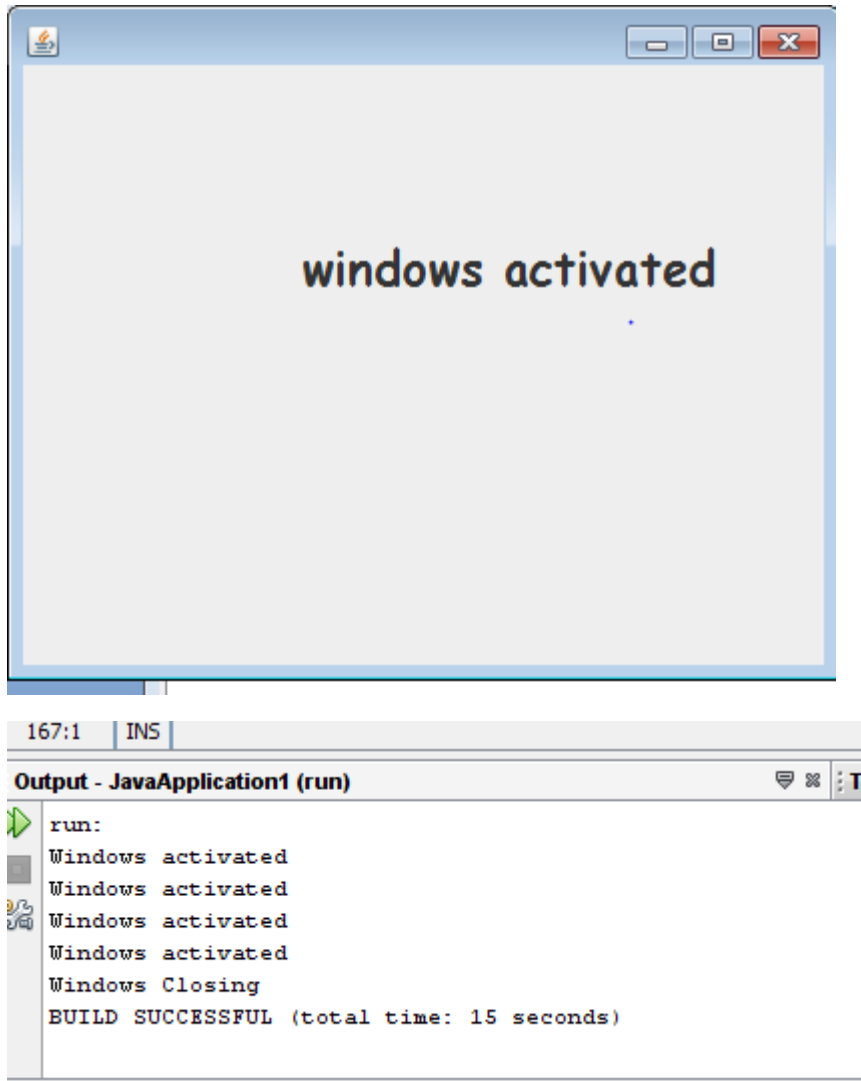 windows activated
167:1 INS
Output - JavaApplication1 (run)
T
run:
Windows activated
Windows activated
Windows activated
Windows activated
Windows Closing
BUILD SUCCESSFUL (total time: 15 seconds)